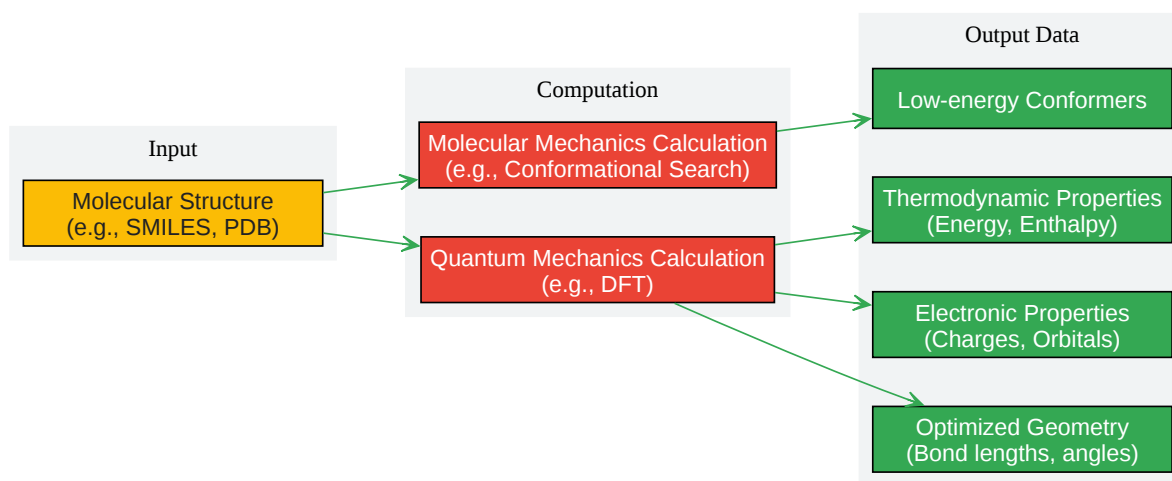 Input
Molecular Structure
(e.g., SMILES, PDB)
Computation
Molecular Mechanics Calculation
(e.g., Conformational Search)
Quantum Mechanics Calculation
(e.g., DFT)
Output Data
Low-energy Conformers
Thermodynamic Properties
(Energy, Enthalpy)
Electronic Properties
(Charges, Orbitals)
Optimized Geometry
(Bond lengths, angles)